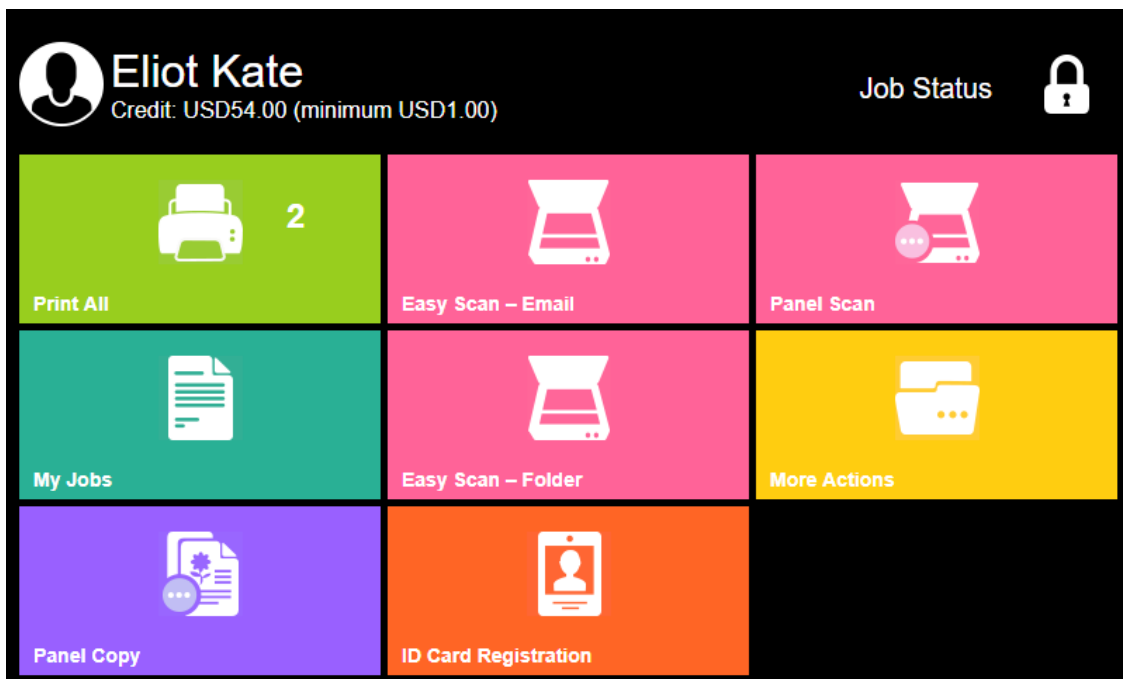 Eliot Kate
Credit: USD54.00 (minimum USD1.00)
Job Status
2
Print All
Easy Scan – Email
Panel Scan
My Jobs
Easy Scan – Folder
More Actions
Panel Copy
ID Card Registration